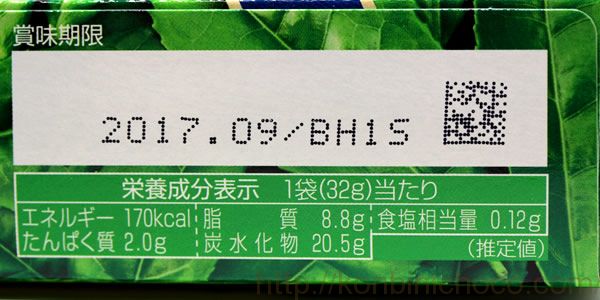 賞味期限
2017.09/BH1S
栄養成分表示 1袋(32g)当たり
エネルギー 170kcal 脂質 8.8g 食塩相当量 0.12g
たんぱく質 2.0g 炭水化物 20.5g (推定値)
http://konbinichoco.com